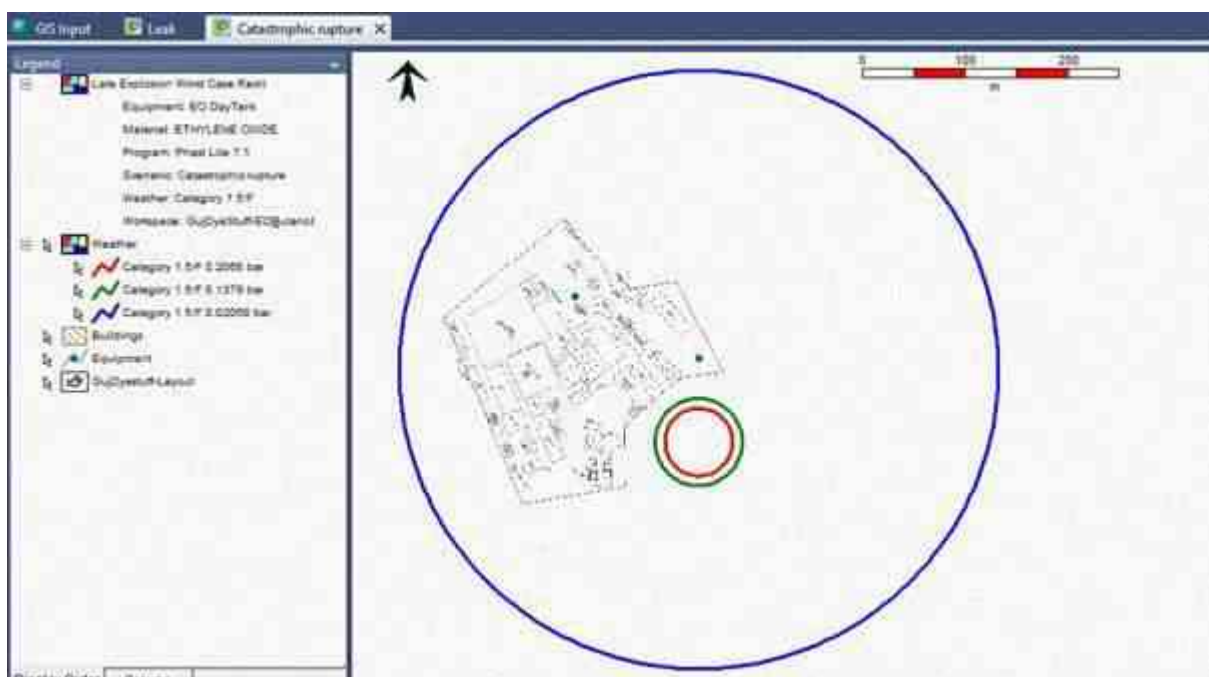 GIS Input Leak Catastrophic rupture X
Legend
Late Explosion Worst Case Radii
Equipment: EO DayTank
Material: ETHYLENE OXIDE
Program: Phast Lite 7.1
Scenario: Catastrophic rupture
Weather: Category 1.5/F
Weather
Category 1.5/F 0.2068 bar
Category 1.5/F 0.1379 bar
Category 1.5/F 0.02068 bar
Buildings
Equipment
GujDyestuff-Layout
0 100 200
m